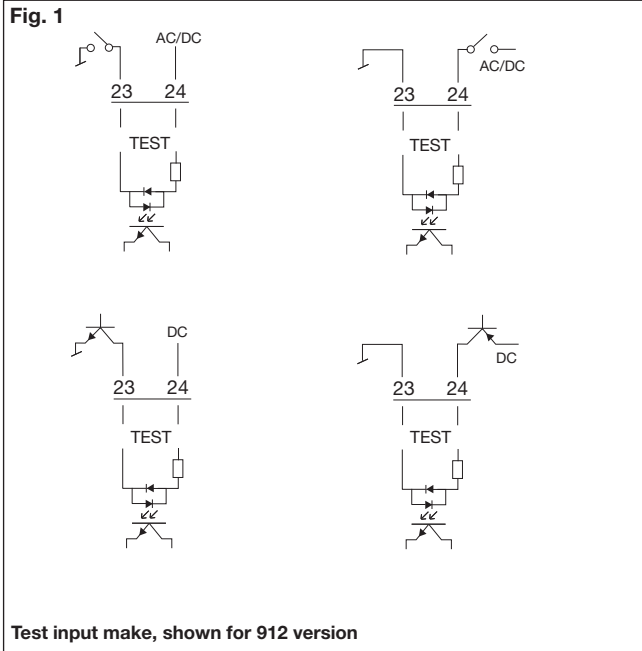 Fig. 1
AC/DC
23 24
TEST
AC/DC
23 24
TEST
DC
23 24
TEST
DC
23 24
TEST
Test input make, shown for 912 version